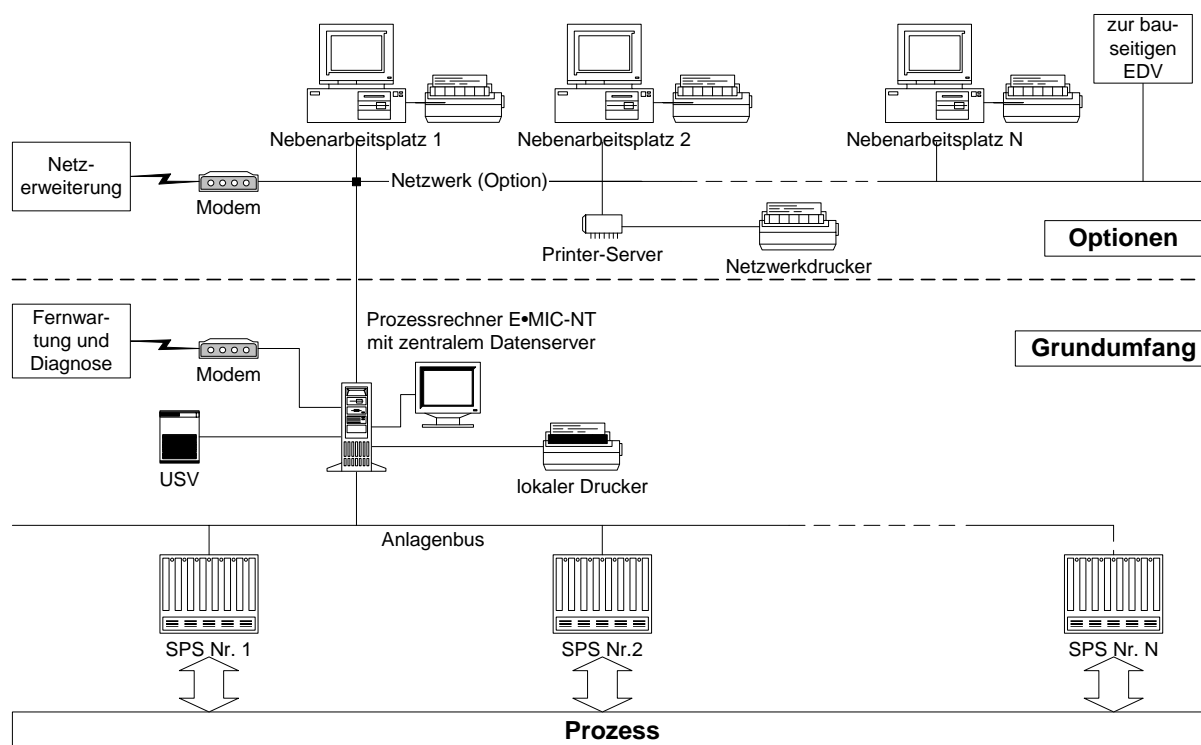 zur bau-
seitigen
EDV
Nebenarbeitsplatz 1
Nebenarbeitsplatz 2
Nebenarbeitsplatz N
Netz-
erweiterung
Modem
Netzwerk (Option)
Printer-Server
Netzwerkdrucker
Optionen
Fernwar-
tung und
Diagnose
Modem
Prozessrechner E•MIC-NT
mit zentralem Datenserver
Grundumfang
USV
lokaler Drucker
Anlagenbus
SPS Nr. 1
SPS Nr.2
SPS Nr. N
Prozess